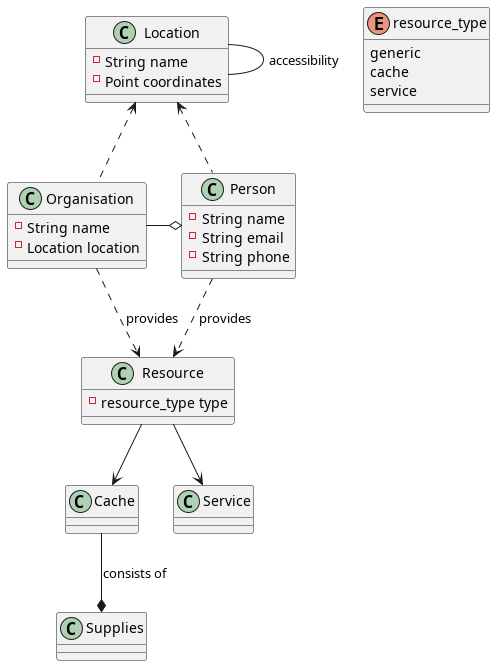 C Location
String name
Point coordinates
accessibility
E resource_type
generic
cache
service
C Organisation
String name
Location location
C Person
String name
String email
String phone
provides
provides
C Resource
resource_type type
C Cache
C Service
consists of
C Supplies